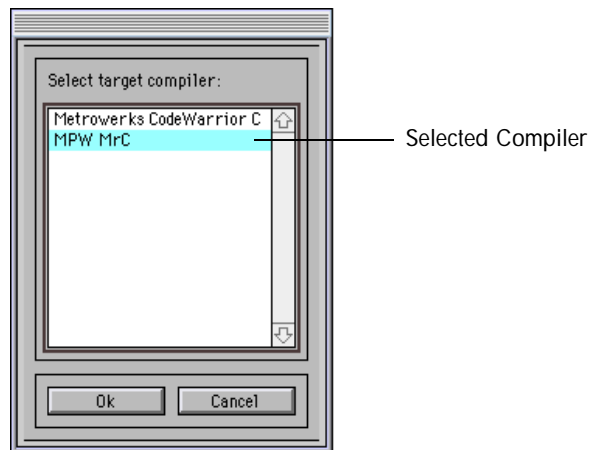 Select target compiler:
Metrowerks CodeWarrior C
MPW MrC
Selected Compiler
Ok
Cancel